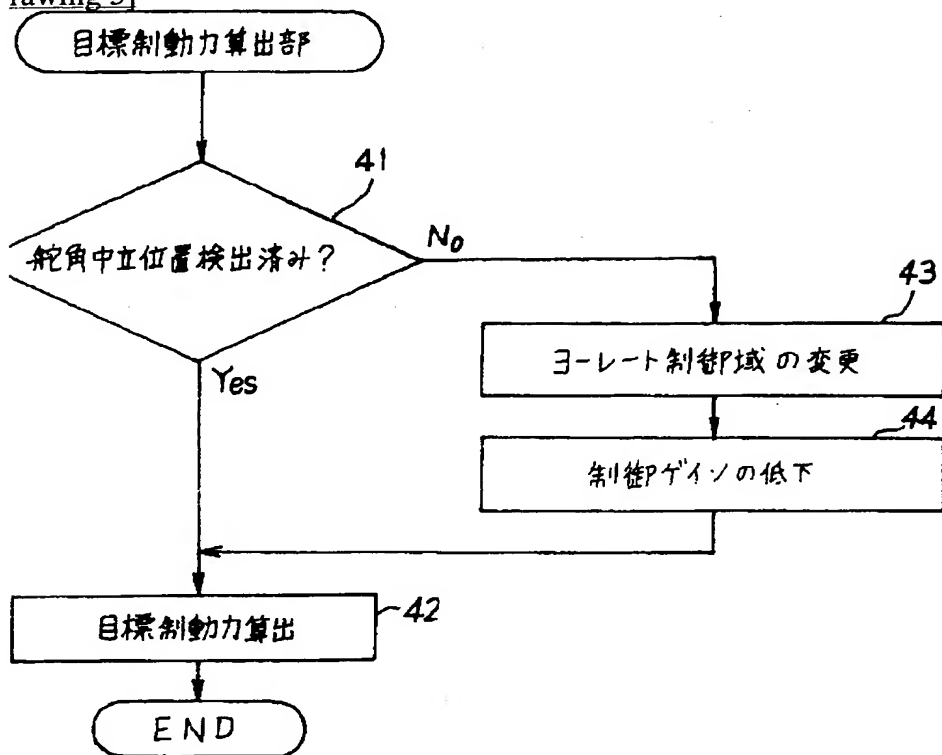 rawing 5]
目標制動力算出部
41
舵角中立位置検出済み?
No
Yes
43
ヨーレート制御域の変更
44
制御ゲインの低下
目標制動力算出
42
END